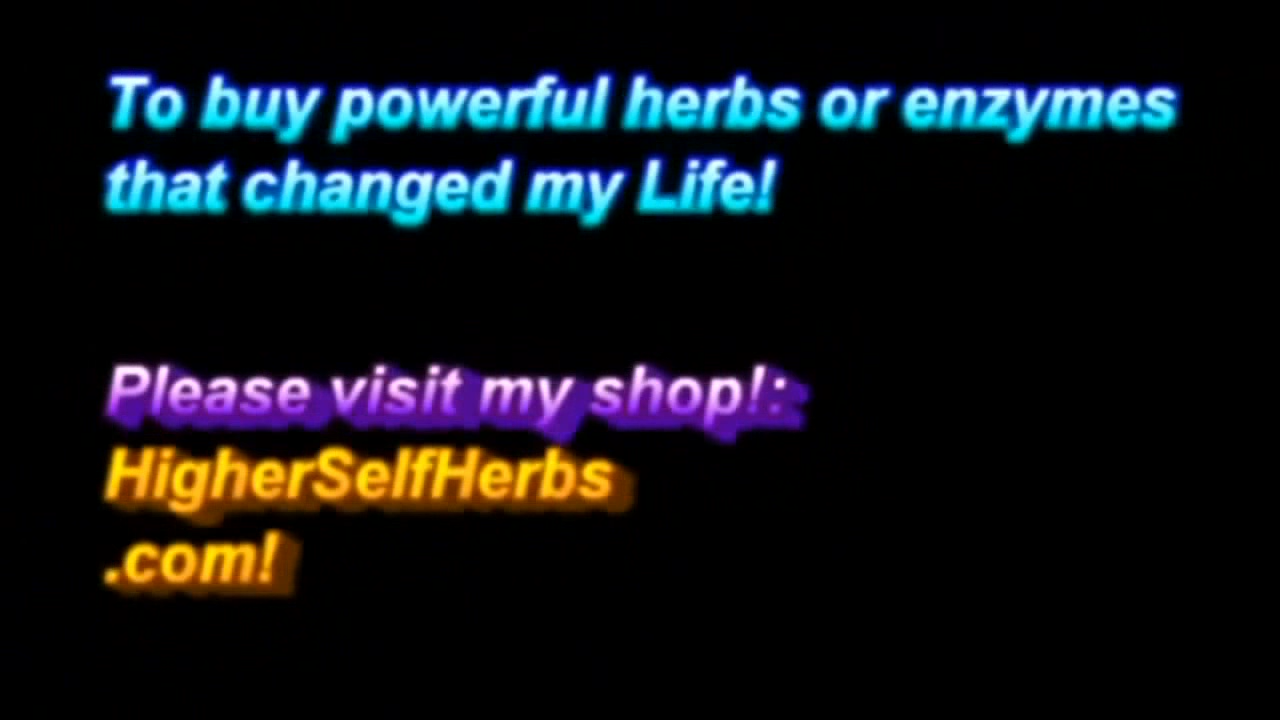 To buy powerful herbs or enzymes
that changed my Life!
Please visit my shop!:
HigherSelfHerbs
.com!